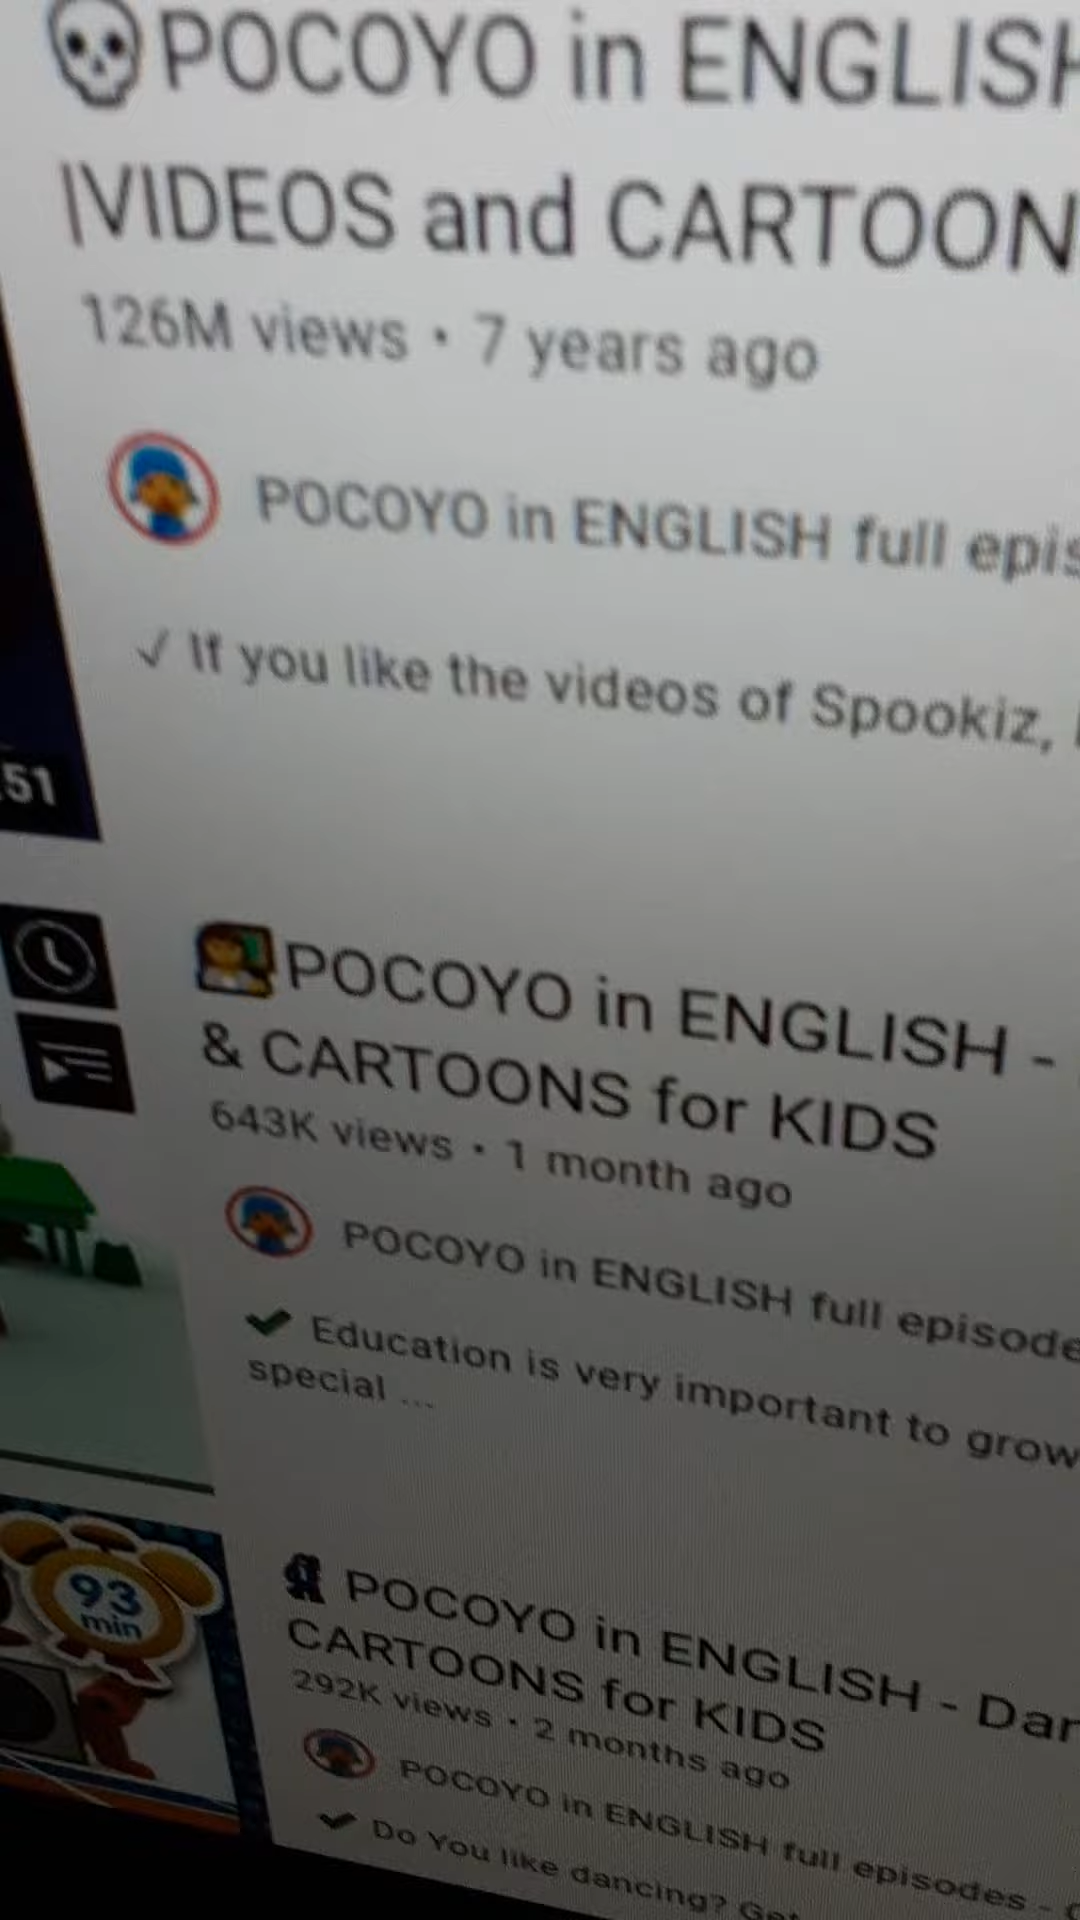 💀POCOYO in ENGLISH
|VIDEOS and CARTOON
126M views • 7 years ago
POCOYO in ENGLISH full epis
✓ If you like the videos of Spookiz,
51
👩‍🏫POCOYO in ENGLISH -
& CARTOONS for KIDS
643K views • 1 month ago
POCOYO in ENGLISH full episode
✔ Education is very important to grow
special ...
93
min
POCOYO in ENGLISH - Dan
CARTOONS for KIDS
292K views • 2 months ago
POCOYO in ENGLISH full episodes -
✔ Do You like dancing? Get